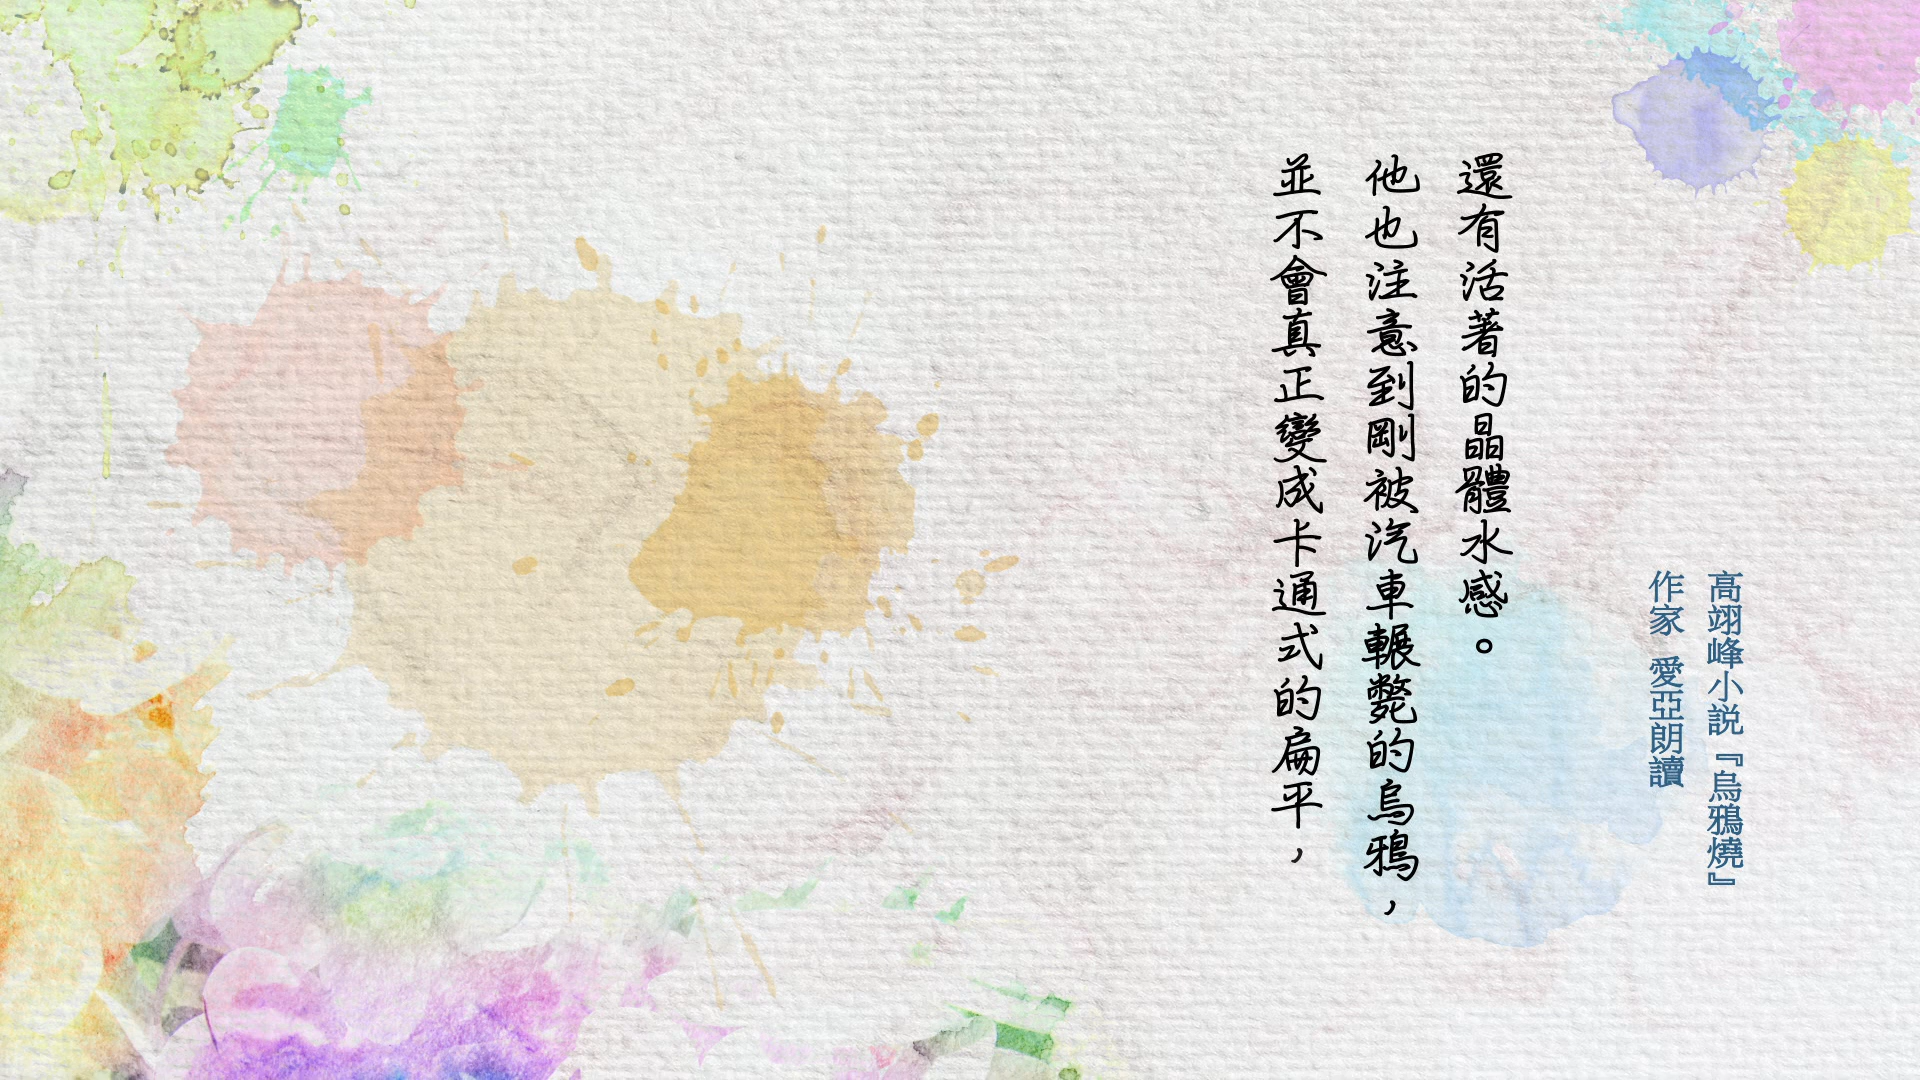 高翊峰小説『烏鴉燒』
作家 愛亞朗讀
還有活著的晶體水感。
他也注意到剛被汽車輾斃的烏鴉,
並不會真正變成卡通式的扁平,